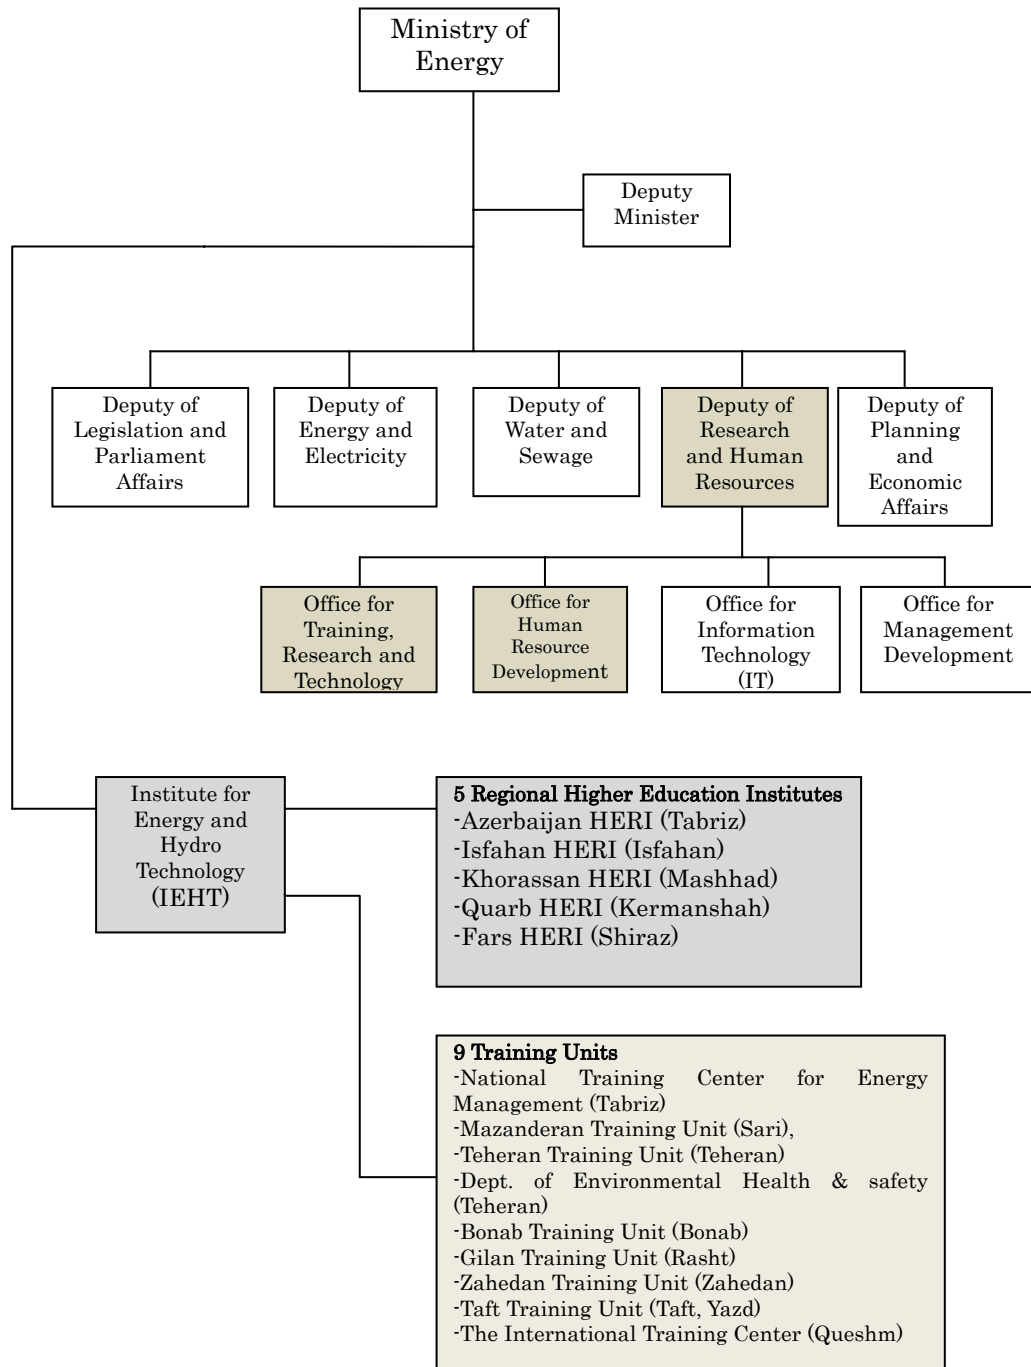 Ministry of
Energy
Deputy
Minister
Deputy of
Legislation and
Parliament
Affairs
Deputy of
Energy and
Electricity
Deputy of
Water and
Sewage
Deputy of
Research
and Human
Resources
Deputy of
Planning
and
Economic
Affairs
Office for
Training,
Research and
Technology
Office for
Human
Resource
Development
Office for
Information
Technology
(IT)
Office for
Management
Development
Institute for
Energy and
Hydro
Technology
(IEHT)
5 Regional Higher Education Institutes
-Azerbaijan HERI (Tabriz)
-Isfahan HERI (Isfahan)
-Khorassan HERI (Mashhad)
-Quarb HERI (Kermanshah)
-Fars HERI (Shiraz)
9 Training Units
-National Training Center for Energy
Management (Tabriz)
-Mazanderan Training Unit (Sari),
-Teheran Training Unit (Teheran)
-Dept. of Environmental Health & safety
(Teheran)
-Bonab Training Unit (Bonab)
-Gilan Training Unit (Rasht)
-Zahedan Training Unit (Zahedan)
-Taft Training Unit (Taft, Yazd)
-The International Training Center (Queshm)